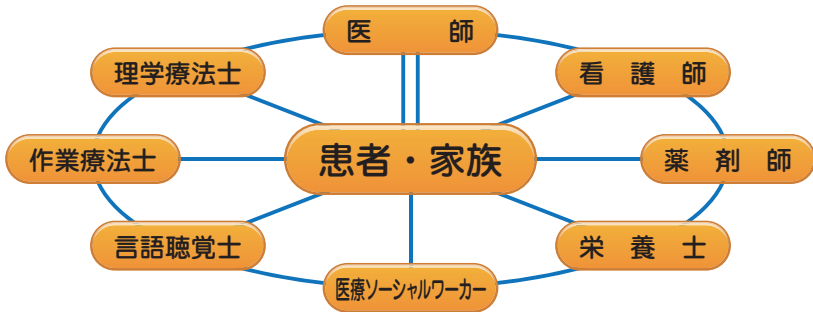 医師
理学療法士
看護師
作業療法士
患者・家族
薬剤師
言語聴覚士
栄養士
医療ソーシャルワーカー